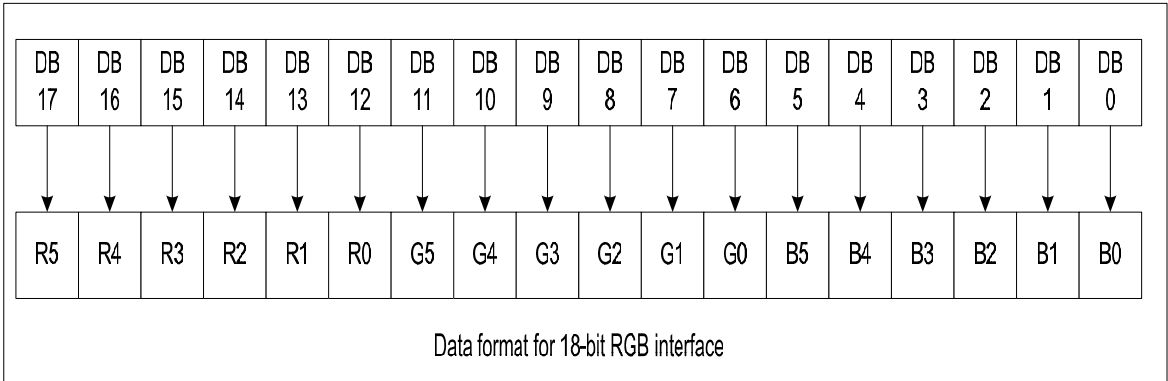 DB DB DB DB DB DB DB DB DB DB DB DB DB DB DB DB DB DB
17 16 15 14 13 12 11 10 9 8 7 6 5 4 3 2 1 0
R5 R4 R3 R2 R1 R0 G5 G4 G3 G2 G1 G0 B5 B4 B3 B2 B1 B0
Data format for 18-bit RGB interface